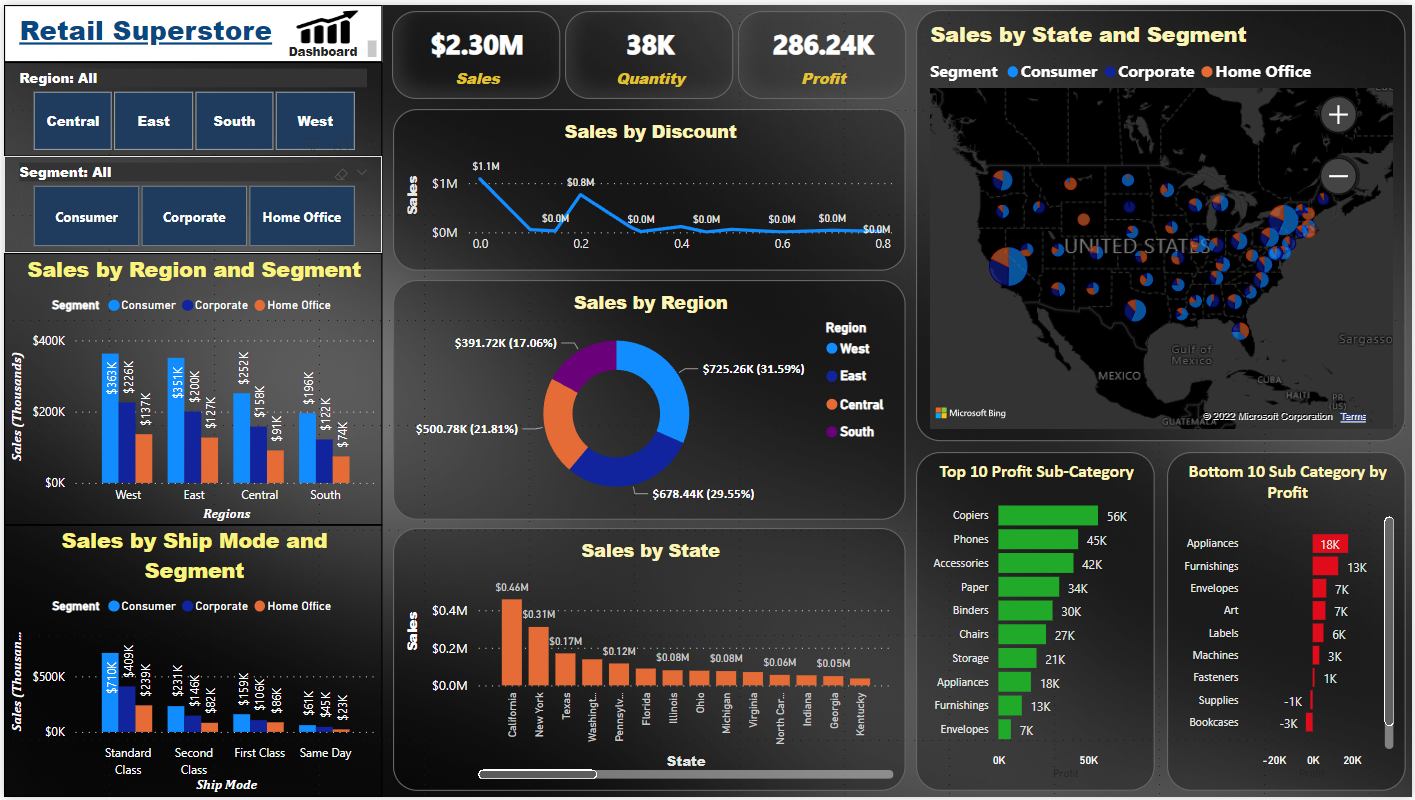 Retail Superstore
Dashboard
Region: All
Central
East
South
West
Segment: All
Consumer
Corporate
Home Office
Sales by Region and Segment
Segment Consumer Corporate Home Office
Sales (Thousands)
$400K
$200K
$0K
$363K
$226K
$137K
$351K
$200K
$127K
$252K
$158K
$91K
$196K
$122K
$74K
West
East
Central
South
Regions
Sales by Ship Mode and
Segment
Segment Consumer Corporate Home Office
Sales (Thousan...
$500K
$0K
$710K
$409K
$239K
$231K
$146K
$82K
$159K
$106K
$86K
$61K
$45K
$23K
Standard
Class
Second
Class
First Class
Same Day
Ship Mode
$2.30M
Sales
38K
Quantity
286.24K
Profit
Sales by Discount
Sales
$1M
$0M
$1.1M
$0.0M
$0.8M
$0.0M
$0.0M
$0.0M
$0.0M
$0.0M
0.0
0.2
0.4
0.6
0.8
Sales by Region
$391.72K (17.06%)
$725.26K (31.59%)
$500.78K (21.81%)
$678.44K (29.55%)
Region
West
East
Central
South
Sales by State
Sales
$0.4M
$0.2M
$0.0M
$0.46M
$0.31M
$0.17M
$0.12M
$0.08M
$0.08M
$0.06M
$0.05M
California
New York
Texas
Washingt...
Pennsylv...
Florida
Illinois
Ohio
Michigan
Virginia
North Car...
Indiana
Georgia
Kentucky
State
Sales by State and Segment
Segment Consumer Corporate Home Office
UNITED STATES
MEXICO
Gulf of
Mexico
Sargasso
CUBA
HAITI
PR
(US)
GUATEMALA
Microsoft Bing
© 2022 Microsoft Corporation Terms
Top 10 Profit Sub-Category
Copiers 56K
Phones 45K
Accessories 42K
Paper 34K
Binders 30K
Chairs 27K
Storage 21K
Appliances 18K
Furnishings 13K
Envelopes 7K
0K
50K
Profit
Bottom 10 Sub Category by
Profit
Appliances 18K
Furnishings 13K
Envelopes 7K
Art 7K
Labels 6K
Machines 3K
Fasteners 1K
Supplies -1K
Bookcases -3K
-20K
0K
20K
Profit